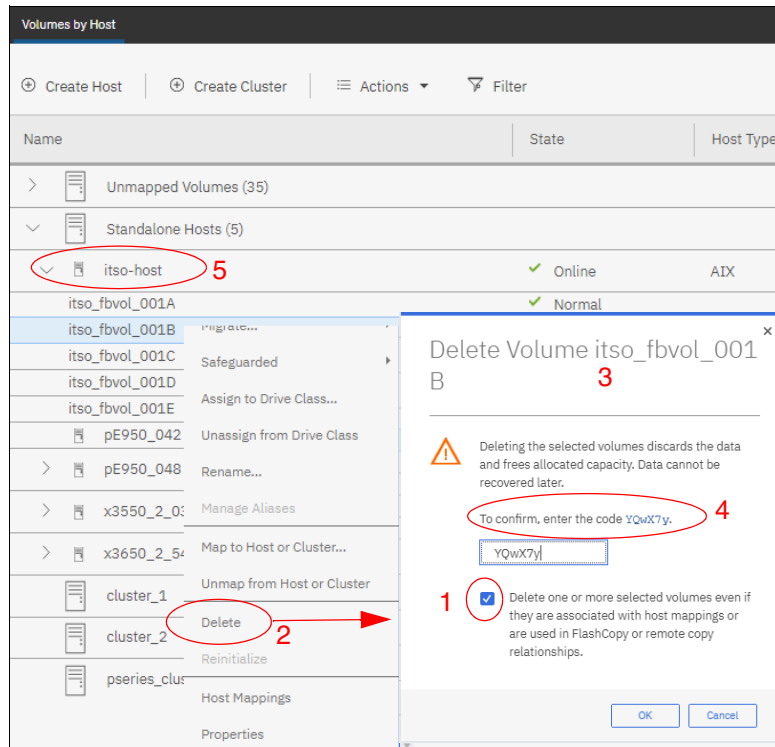 Volumes by Host
Create Host
Create Cluster
Actions
Filter
Name
State
Host Type
Unmapped Volumes (35)
Standalone Hosts (5)
itso-host
5
Online
AIX
itso_fbvol_001A
Normal
itso_fbvol_001B
itso_fbvol_001C
itso_fbvol_001D
itso_fbvol_001E
pE950_042
pE950_048
x3550_2_03
x3650_2_54
cluster_1
cluster_2
pseries_clus
Migrate...
Safeguarded
Assign to Drive Class...
Unassign from Drive Class
Rename...
Manage Aliases
Map to Host or Cluster...
Unmap from Host or Cluster
Delete
2
Reinitialize
Host Mappings
Properties
Delete Volume itso_fbvol_001
B
3
Deleting the selected volumes discards the data
and frees allocated capacity. Data cannot be
recovered later.
4
To confirm, enter the code YQwX7y.
YQwX7y
1
Delete one or more selected volumes even if
they are associated with host mappings or
are used in FlashCopy or remote copy
relationships.
OK
Cancel